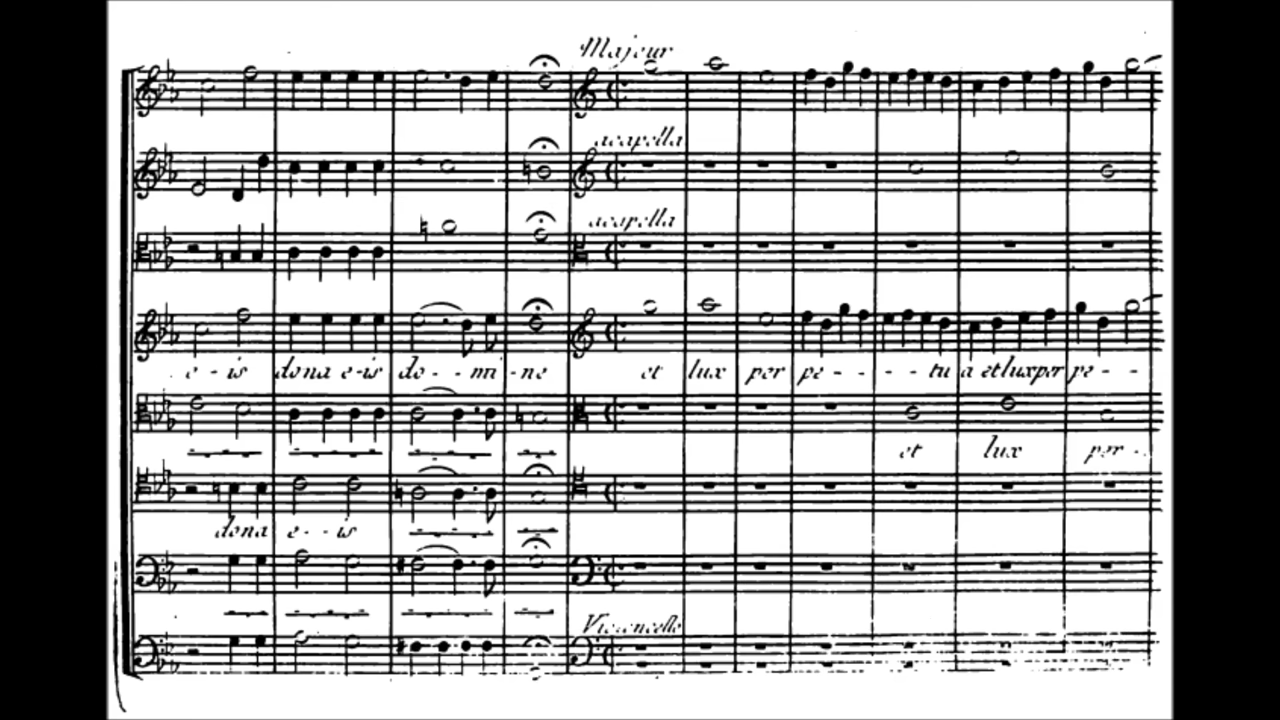 Majeur
acapella
acapella
e - is dona e-is do - - mi - ne et lux per pe - - - - - tu a et lux per pe - -
et lux per -
dona e - - is
Violoncelle